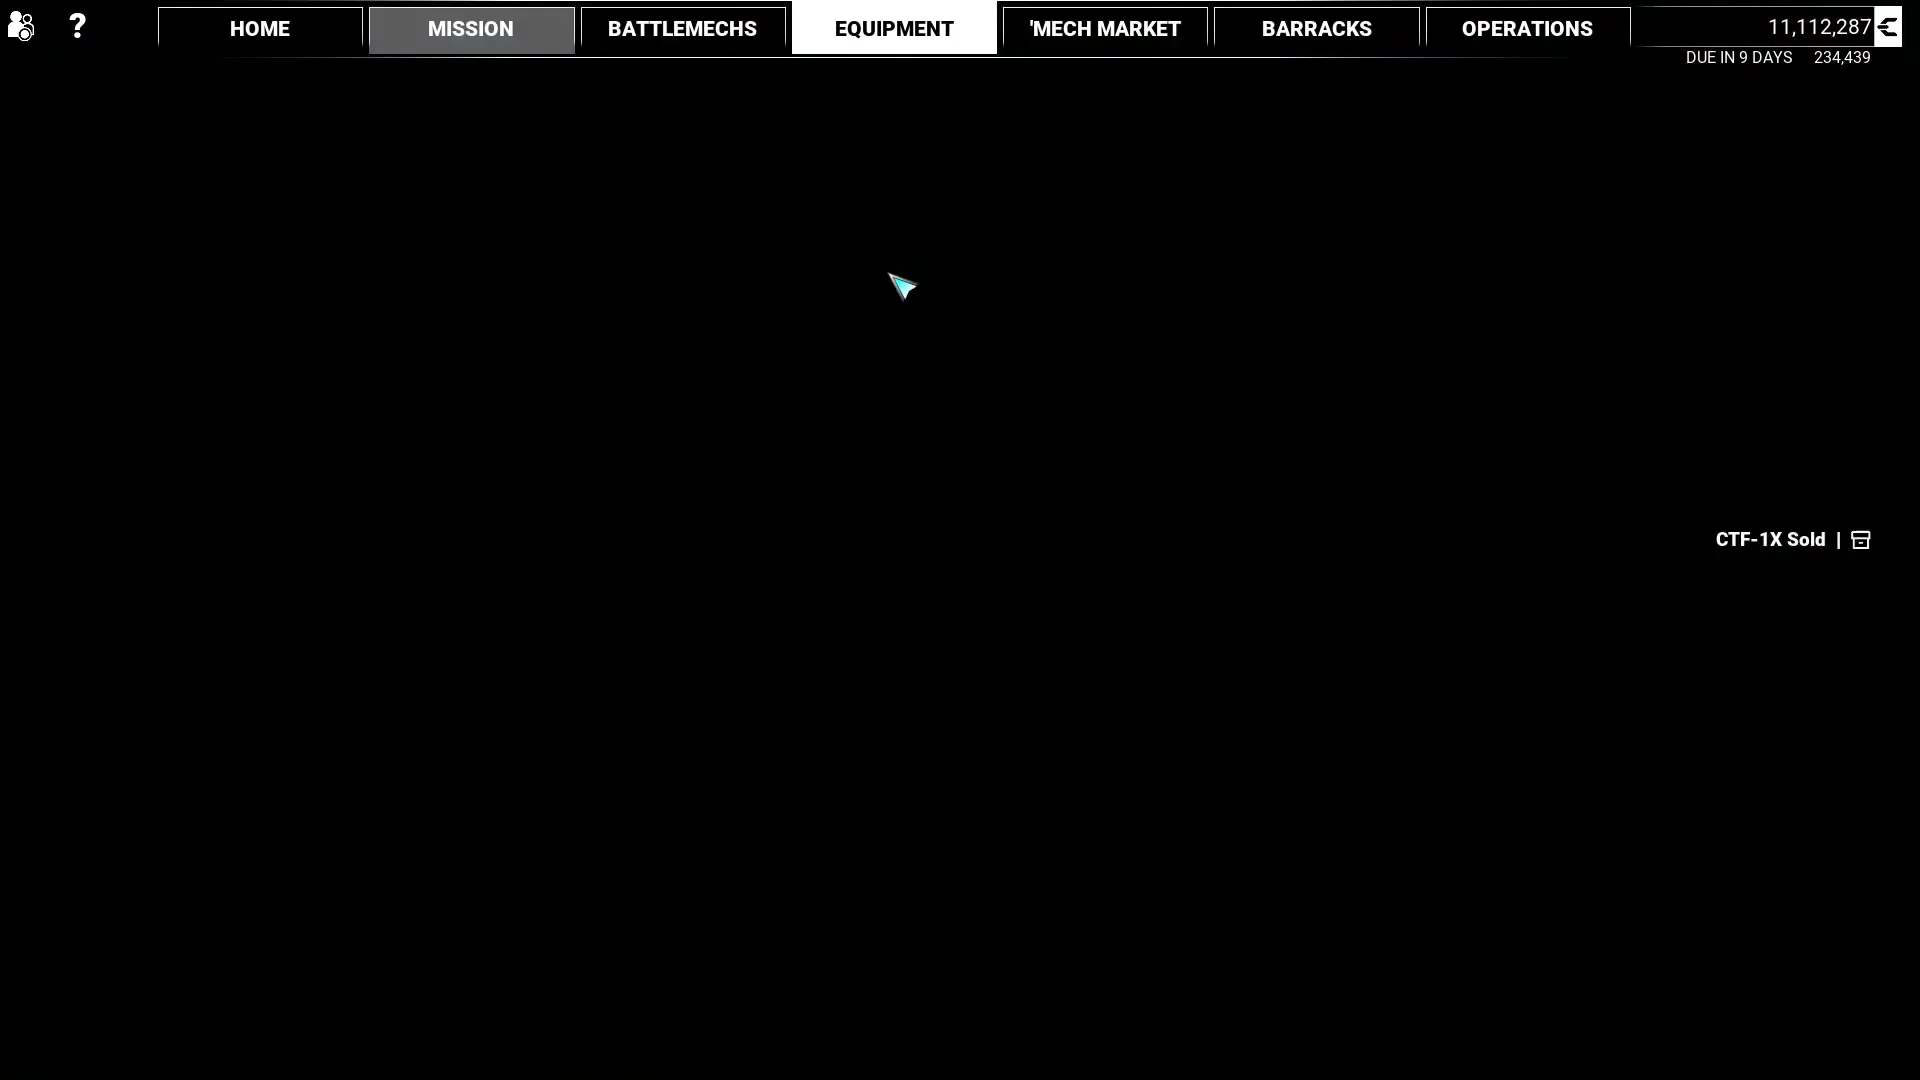 ?
HOME
MISSION
BATTLEMECHS
EQUIPMENT
'MECH MARKET
BARRACKS
OPERATIONS
11,112,287
DUE IN 9 DAYS 234,439
CTF-1X Sold |